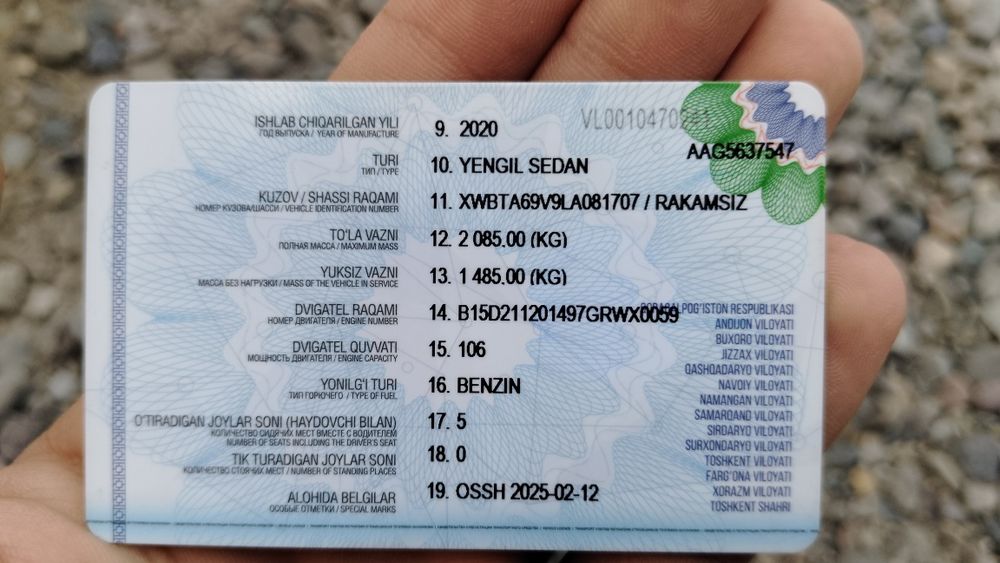 VL0010470
AAG5637547
ISHLAB CHIQARILGAN YILI 9. 2020
ГОД ВЫПУСКА / YEAR OF MANUFACTURE
TURI 10. YENGIL SEDAN
ТИП / TYPE
KUZOV / SHASSI RAQAMI 11. XWBTA69V9LA081707 / RAKAMSIZ
НОМЕР КУЗОВА/ШАССИ / VEHICLE IDENTIFICATION NUMBER
TO'LA VAZNI 12. 2 085.00 (KG)
ПОЛНАЯ МАССА / MAXIMUM MASS
YUKSIZ VAZNI 13. 1 485.00 (KG)
МАССА БЕЗ НАГРУЗКИ / MASS OF THE VEHICLE IN SERVICE
DVIGATEL RAQAMI 14. B15D211201497GRWX0059
НОМЕР ДВИГАТЕЛЯ / ENGINE NUMBER
DVIGATEL QUVVATI 15. 106
МОЩНОСТЬ ДВИГАТЕЛЯ / ENGINE CAPACITY
YONILG'I TURI 16. BENZIN
ТИП ГОРЮЧЕГО / TYPE OF FUEL
O'TIRADIGAN JOYLAR SONI (HAYDOVCHI BILAN) 17. 5
КОЛИЧЕСТВО СИДЯЧИХ МЕСТ ВМЕСТЕ С ВОДИТЕЛЕМ
NUMBER OF SEATS INCLUDING THE DRIVER'S SEAT
TIK TURADIGAN JOYLAR SONI 18. 0
КОЛИЧЕСТВО СТОЯЧИХ МЕСТ / NUMBER OF STANDING PLACES
ALOHIDA BELGILAR 19. OSSH 2025-02-12
ОСОБЫЕ ОТМЕТКИ / SPECIAL MARKS
QORAQALPOG'ISTON RESPUBLIKASI
ANDIJON VILOYATI
BUXORO VILOYATI
JIZZAX VILOYATI
QASHQADARYO VILOYATI
NAVOIY VILOYATI
NAMANGAN VILOYATI
SAMARQAND VILOYATI
SIRDARYO VILOYATI
SURXONDARYO VILOYATI
TOSHKENT VILOYATI
FARG'ONA VILOYATI
XORAZM VILOYATI
TOSHKENT SHAHRI